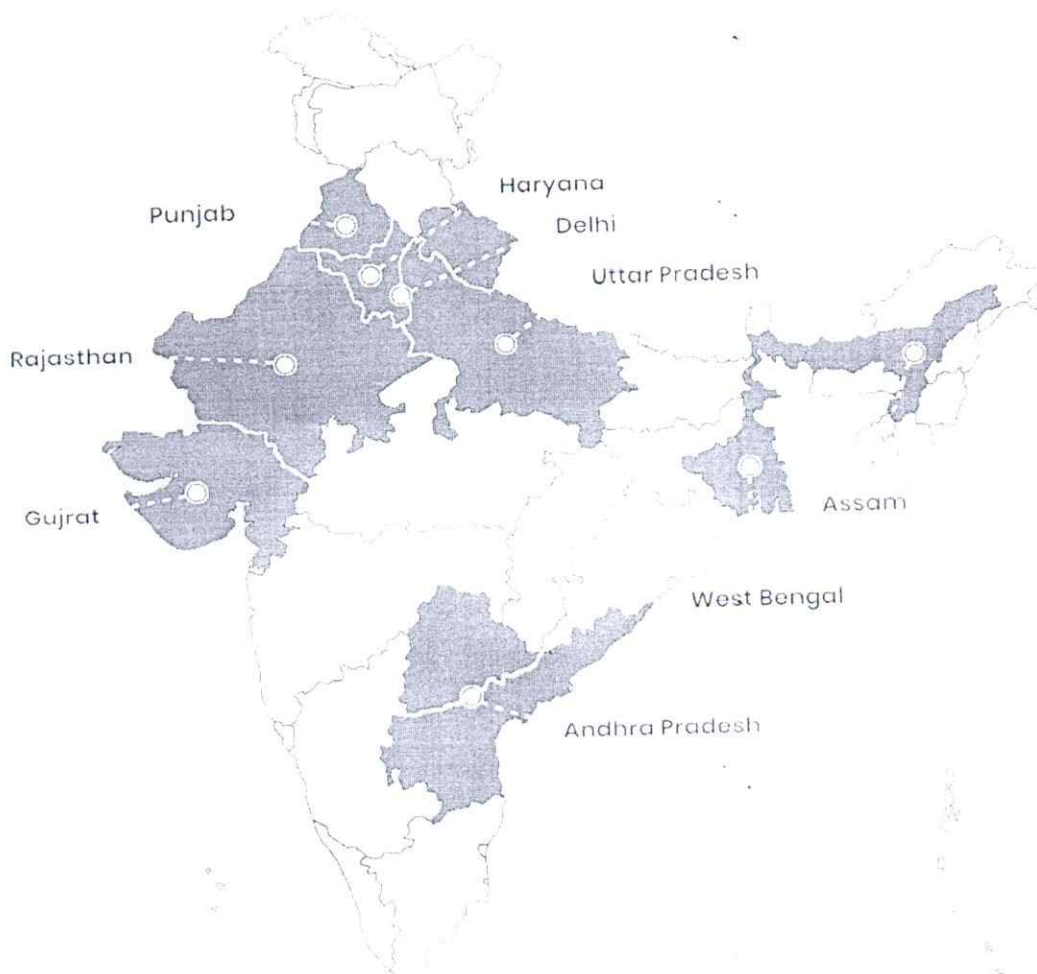 Haryana
Punjab
Delhi
Uttar Pradesh
Rajasthan
Assam
Gujrat
West Bengal
Andhra Pradesh